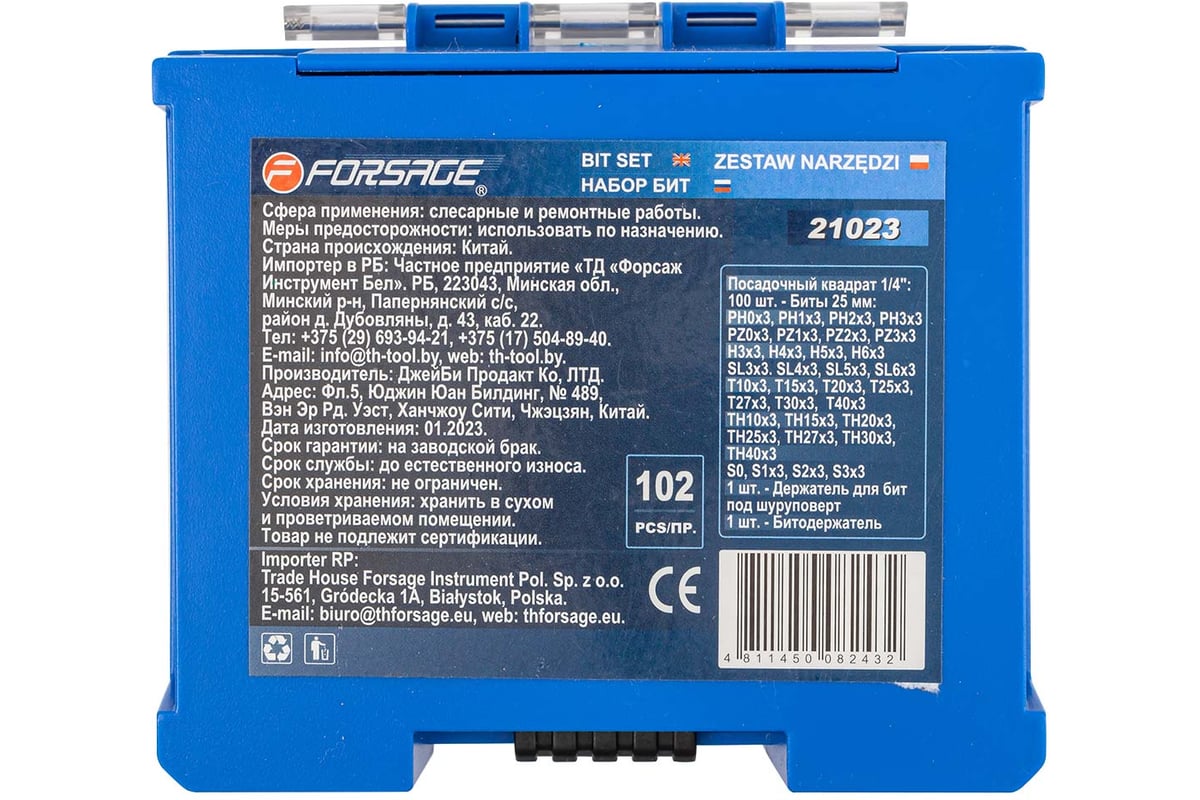 FORSAGE®
BIT SET
ZESTAW NARZĘDZI
НАБОР БИТ
21023
Сфера применения: слесарные и ремонтные работы.
Меры предосторожности: использовать по назначению.
Страна происхождения: Китай.
Импортер в РБ: Частное предприятие «ТД «Форсаж
Инструмент Бел». РБ, 223043, Минская обл.,
Минский р-н, Папернянский с/с,
район д. Дубовляны, д. 43, каб. 22.
Тел: +375 (29) 693-94-21, +375 (17) 504-89-40.
E-mail: info@th-tool.by, web: th-tool.by.
Производитель: ДжейБи Продакт Ко, ЛТД.
Адрес: Фл.5, Юджин Юан Билдинг, № 489,
Вэн Эр Рд. Уэст, Ханчжоу Сити, Чжэцзян, Китай.
Дата изготовления: 01.2023.
Срок гарантии: на заводской брак.
Срок службы: до естественного износа.
Срок хранения: не ограничен.
Условия хранения: хранить в сухом
и проветриваемом помещении.
Товар не подлежит сертификации.
102
PCS/ПР.
Посадочный квадрат 1/4":
100 шт. - Биты 25 мм:
PH0x3, PH1x3, PH2x3, PH3x3
PZ0x3, PZ1x3, PZ2x3, PZ3x3
H3x3, H4x3, H5x3, H6x3
SL3x3. SL4x3, SL5x3, SL6x3
T10x3, T15x3, T20x3, T25x3,
T27x3, T30x3, T40x3
TH10x3, TH15x3, TH20x3,
TH25x3, TH27x3, TH30x3,
TH40x3
S0, S1x3, S2x3, S3x3
1 шт. - Держатель для бит
под шуруповерт
1 шт. - Битодержатель
Importer RP:
Trade House Forsage Instrument Pol. Sp. z o.o.
15-561, Gródecka 1A, Białystok, Polska.
E-mail: biuro@thforsage.eu, web: thforsage.eu.
CE
4 811450 082432